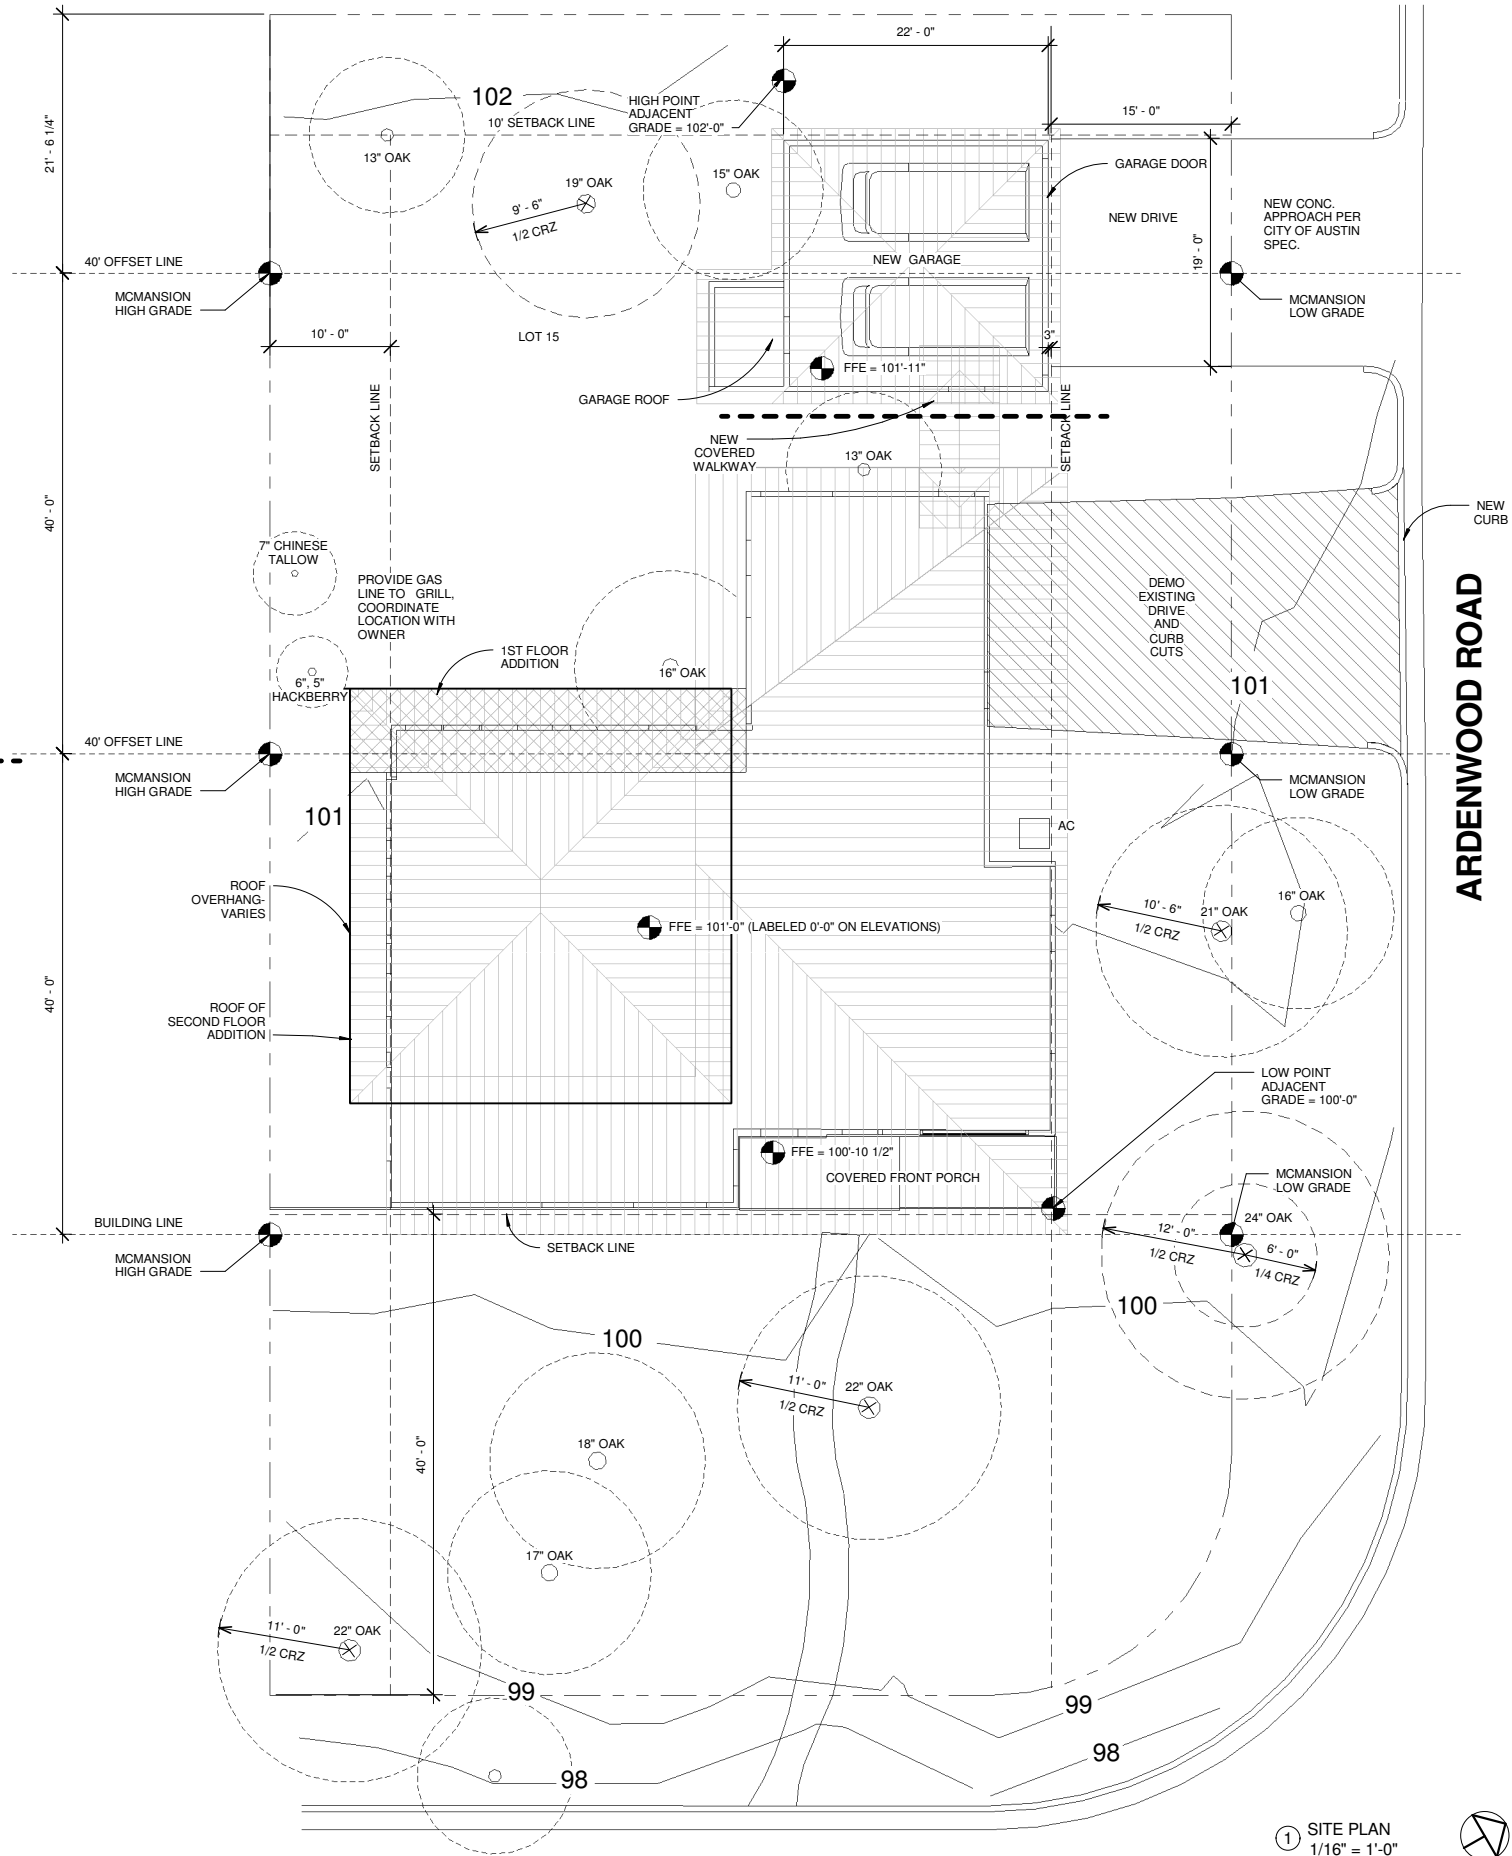 22' - 0"
102
HIGH POINT
ADJACENT
GRADE = 102'-0"
10' SETBACK LINE
15' - 0"
21' - 6 1/4"
13" OAK
GARAGE DOOR
19" OAK
15" OAK
9' - 6"
1/2 CRZ
NEW DRIVE
NEW CONC.
APPROACH PER
CITY OF AUSTIN
SPEC.
19' - 0"
40' OFFSET LINE
NEW GARAGE
MCMANSION
HIGH GRADE
MCMANSION
LOW GRADE
10' - 0"
LOT 15
3"
FFE = 101'-11"
GARAGE ROOF
SETBACK LINE
SETBACK LINE
NEW
COVERED
WALKWAY
13" OAK
40' - 0"
NEW
CURB
7" CHINESE
TALLOW
PROVIDE GAS
LINE TO GRILL,
COORDINATE
LOCATION WITH
OWNER
DEMO
EXISTING
DRIVE
AND
CURB
CUTS
ARDENWOOD ROAD
1ST FLOOR
ADDITION
16" OAK
6", 5"
HACKBERRY
101
40' OFFSET LINE
MCMANSION
HIGH GRADE
MCMANSION
LOW GRADE
101
AC
ROOF
OVERHANG-
VARIES
10' - 6"
1/2 CRZ
21" OAK
16" OAK
FFE = 101'-0" (LABELED 0'-0" ON ELEVATIONS)
40' - 0"
ROOF OF
SECOND FLOOR
ADDITION
LOW POINT
ADJACENT
GRADE = 100'-0"
FFE = 100'-10 1/2"
COVERED FRONT PORCH
MCMANSION
LOW GRADE
BUILDING LINE
24" OAK
12' - 0"
1/2 CRZ
6' - 0"
1/4 CRZ
MCMANSION
HIGH GRADE
SETBACK LINE
100
100
11' - 0"
1/2 CRZ
22" OAK
40' - 0"
18" OAK
17" OAK
11' - 0"
1/2 CRZ
22" OAK
99
99
98
98
1
SITE PLAN
1/16" = 1'-0"